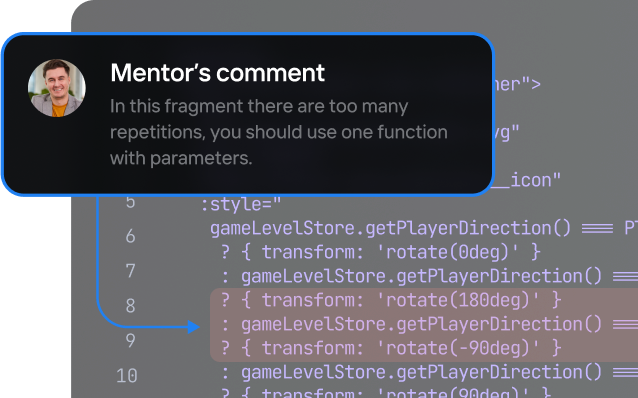 Mentor's comment
In this fragment there are too many
repetitions, you should use one function
with parameters.
ner">
vg"
__icon"
5 :style="
gameLevelStore.getPlayerDirection() ===
6
? { transform: 'rotate(0deg)' }
7 : gameLevelStore.getPlayerDirection() ===
8 ? { transform: 'rotate(180deg)' }
: gameLevelStore.getPlayerDirection() ===
9 ? { transform: 'rotate(-90deg)' }
10 : gameLevelStore.getPlayerDirection() ===
? { transform: 'rotate(90deg)' }